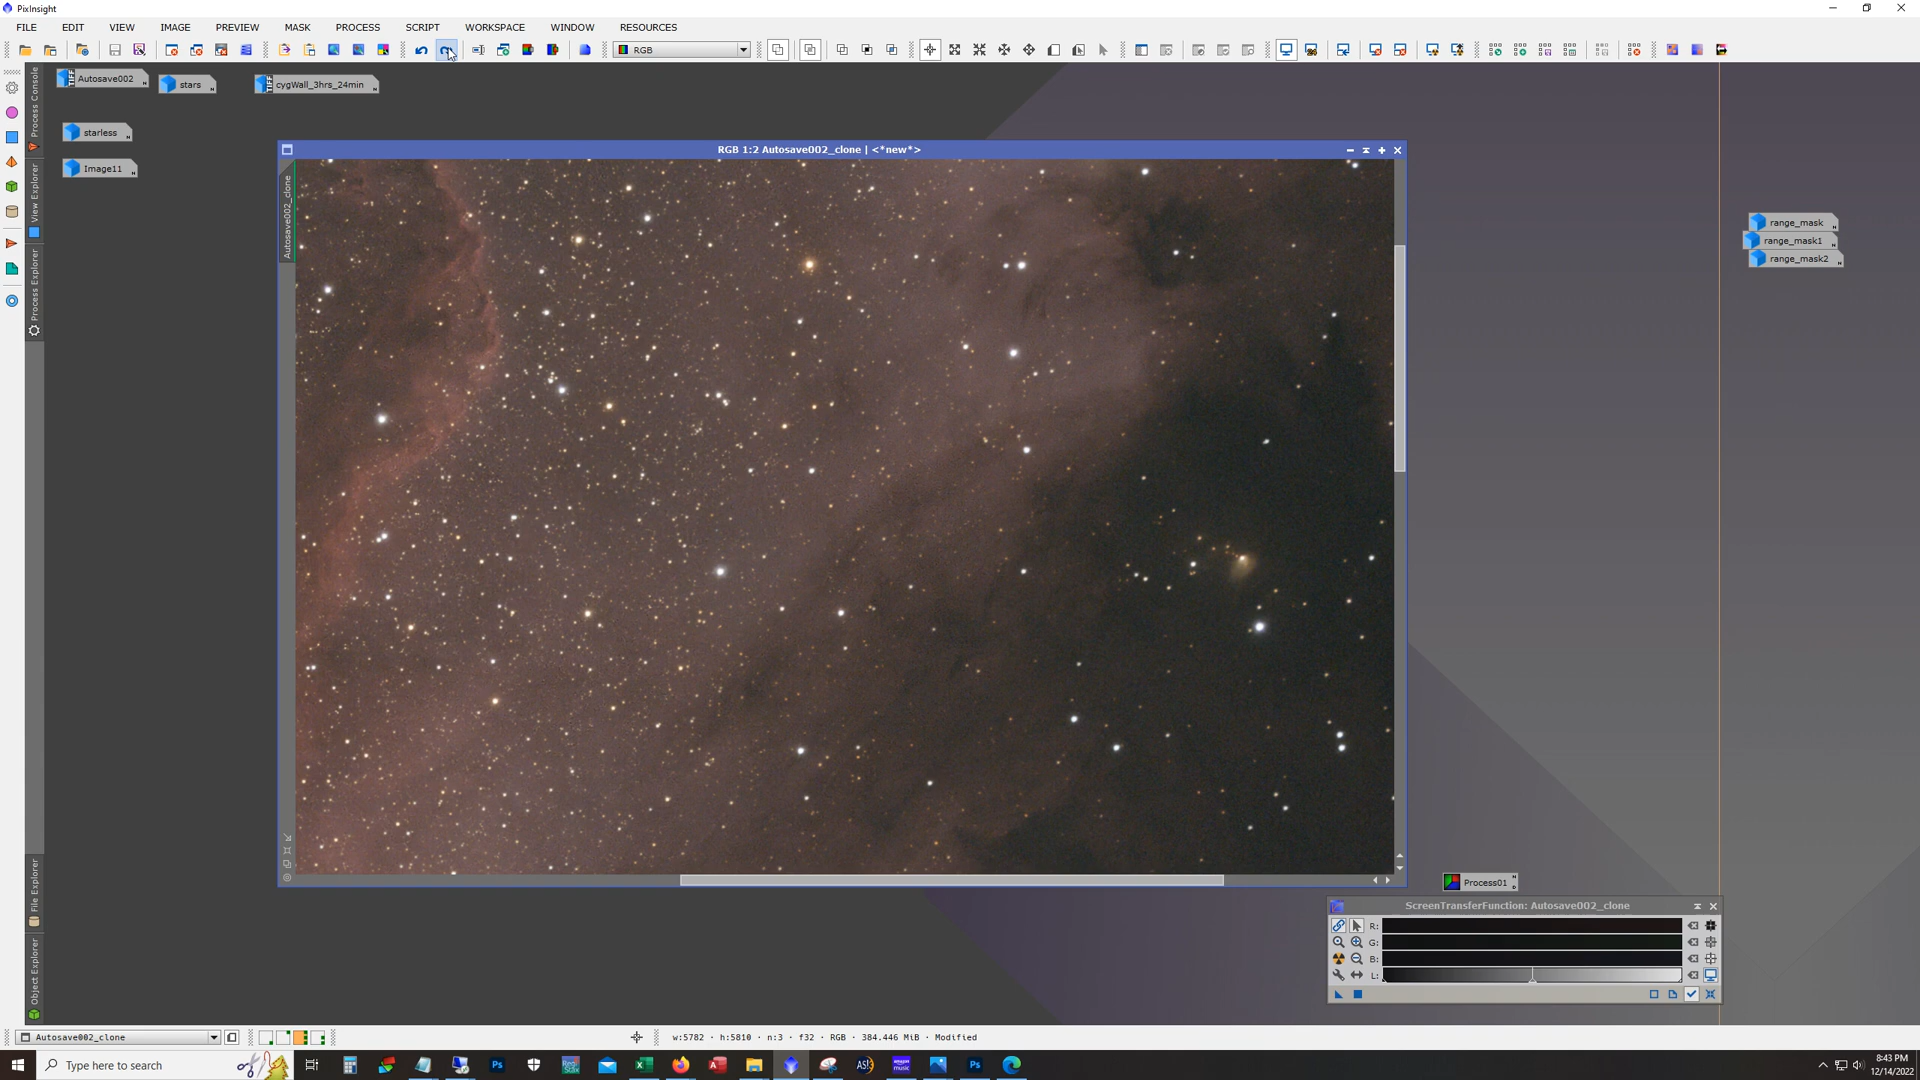 PixInsight
FILE EDIT VIEW IMAGE PREVIEW MASK PROCESS SCRIPT WORKSPACE WINDOW RESOURCES
RGB
Process Console
View Explorer
Process Explorer
File Explorer
Object Explorer
Autosave002
stars
cygWall_3hrs_24min
starless
Image11
RGB 1:2 Autosave002_clone | <*new*>
Autosave002_clone
range_mask
range_mask1
range_mask2
Process01
ScreenTransferFunction: Autosave002_clone
R:
G:
B:
L:
Autosave002_clone
w:5782 · h:5810 · n:3 · f32 · RGB · 384.446 MiB · Modified
Type here to search
8:43 PM
12/14/2022